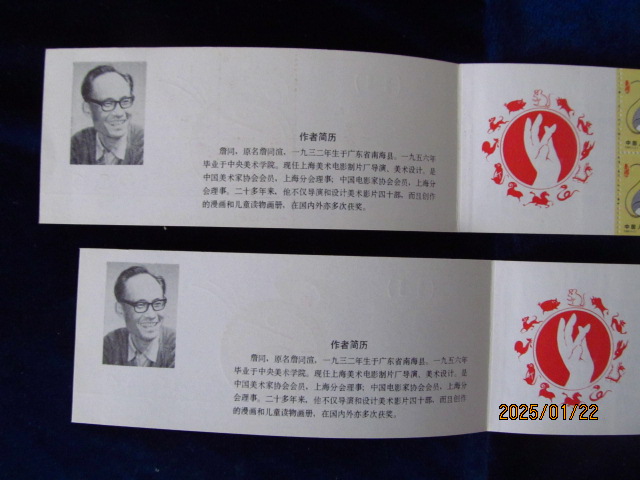 作者简历
詹同，原名詹同渲，一九三二年生于广东省南海县。一九五六年
毕业于中央美术学院。现任上海美术电影制片厂导演、美术设计。是
中国美术家协会会员，上海分会理事；中国电影家协会会员，上海分
会理事。二十多年来，他不仅导演和设计美术影片四十部，而且创作
的漫画和儿童读物画册，在国内外亦多次获奖。
中国人
中国人
作者简历
詹同，原名詹同渲，一九三二年生于广东省南海县。一九五六年
毕业于中央美术学院。现任上海美术电影制片厂导演、美术设计。是
中国美术家协会会员，上海分会理事；中国电影家协会会员，上海分
会理事。二十多年来，他不仅导演和设计美术影片四十部，而且创作
的漫画和儿童读物画册，在国内外亦多次获奖。
2025/01/22